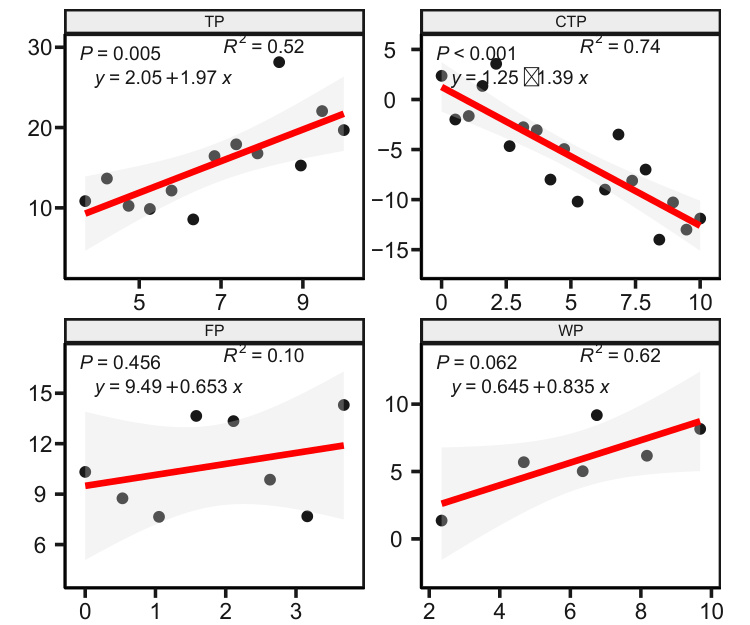 TP
P = 0.005 R² = 0.52
y = 2.05 + 1.97 x
30
20
10
5 7 9
CTP
P < 0.001 R² = 0.74
y = 1.25 ☒ 1.39 x
5
0
−5
−10
−15
0 2.5 5 7.5 10
FP
P = 0.456 R² = 0.10
y = 9.49 + 0.653 x
15
12
9
6
0 1 2 3
WP
P = 0.062 R² = 0.62
y = 0.645 + 0.835 x
10
5
0
2 4 6 8 10